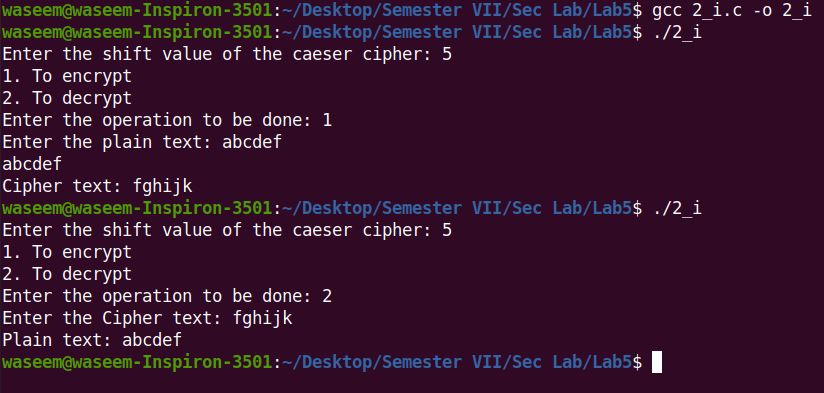 waseem@waseem-Inspiron-3501:~/Desktop/Semester VII/Sec Lab/Lab5$ gcc 2_i.c -o 2_i
waseem@waseem-Inspiron-3501:~/Desktop/Semester VII/Sec Lab/Lab5$ ./2_i
Enter the shift value of the caeser cipher: 5
1. To encrypt
2. To decrypt
Enter the operation to be done: 1
Enter the plain text: abcdef
abcdef
Cipher text: fghijk
waseem@waseem-Inspiron-3501:~/Desktop/Semester VII/Sec Lab/Lab5$ ./2_i
Enter the shift value of the caeser cipher: 5
1. To encrypt
2. To decrypt
Enter the operation to be done: 2
Enter the Cipher text: fghijk
Plain text: abcdef
waseem@waseem-Inspiron-3501:~/Desktop/Semester VII/Sec Lab/Lab5$